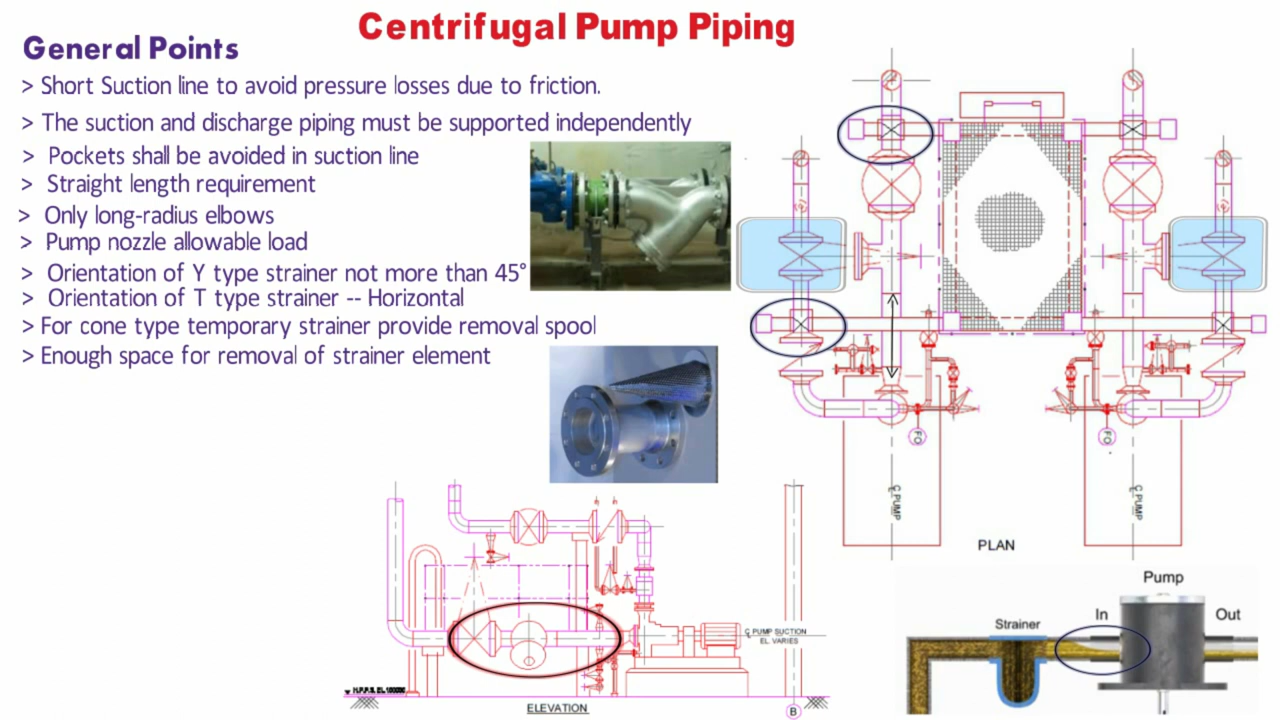 Centrifugal Pump Piping
General Points
> Short Suction line to avoid pressure losses due to friction.
> The suction and discharge piping must be supported independently
> Pockets shall be avoided in suction line
> Straight length requirement
> Only long-radius elbows
> Pump nozzle allowable load
> Orientation of Y type strainer not more than 45°
> Orientation of T type strainer -- Horizontal
> For cone type temporary strainer provide removal spool
> Enough space for removal of strainer element
FO
FO
℄ PUMP
℄ PUMP
PLAN
℄ PUMP SUCTION
EL. VARIES
H.P.P.S. EL.100000
ELEVATION
B
Pump
Strainer
In
Out